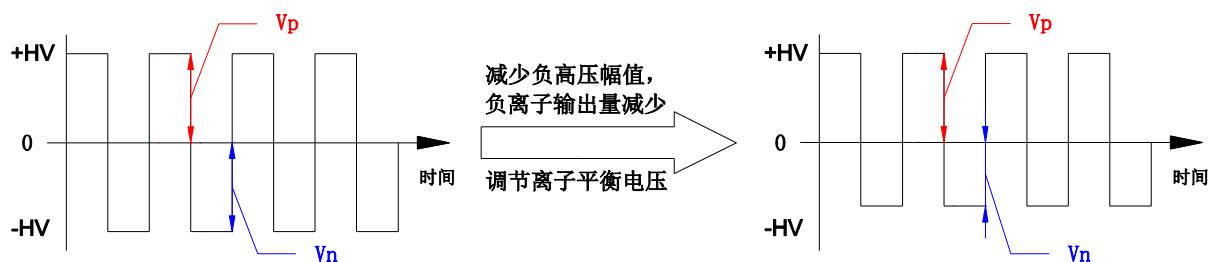 Vp
+HV
0
时间
-HV
Vn
减少负高压幅值，
负离子输出量减少
调节离子平衡电压
Vp
+HV
0
时间
-HV
Vn